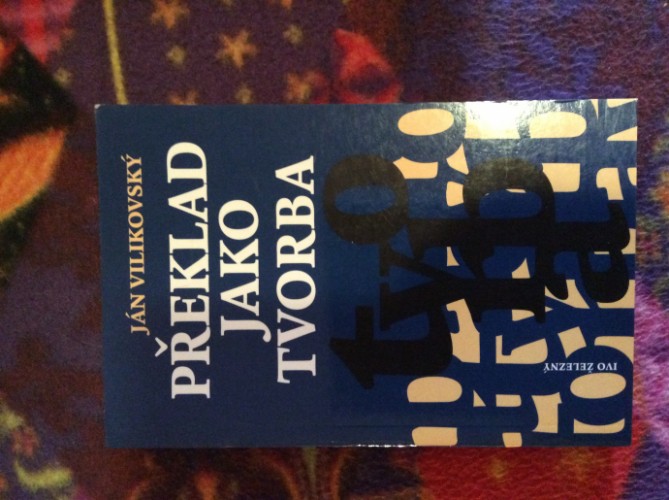 JÁN VILIKOVSKÝ
PŘEKLAD
JAKO
TVORBA
IVO ŽELEZNÝ